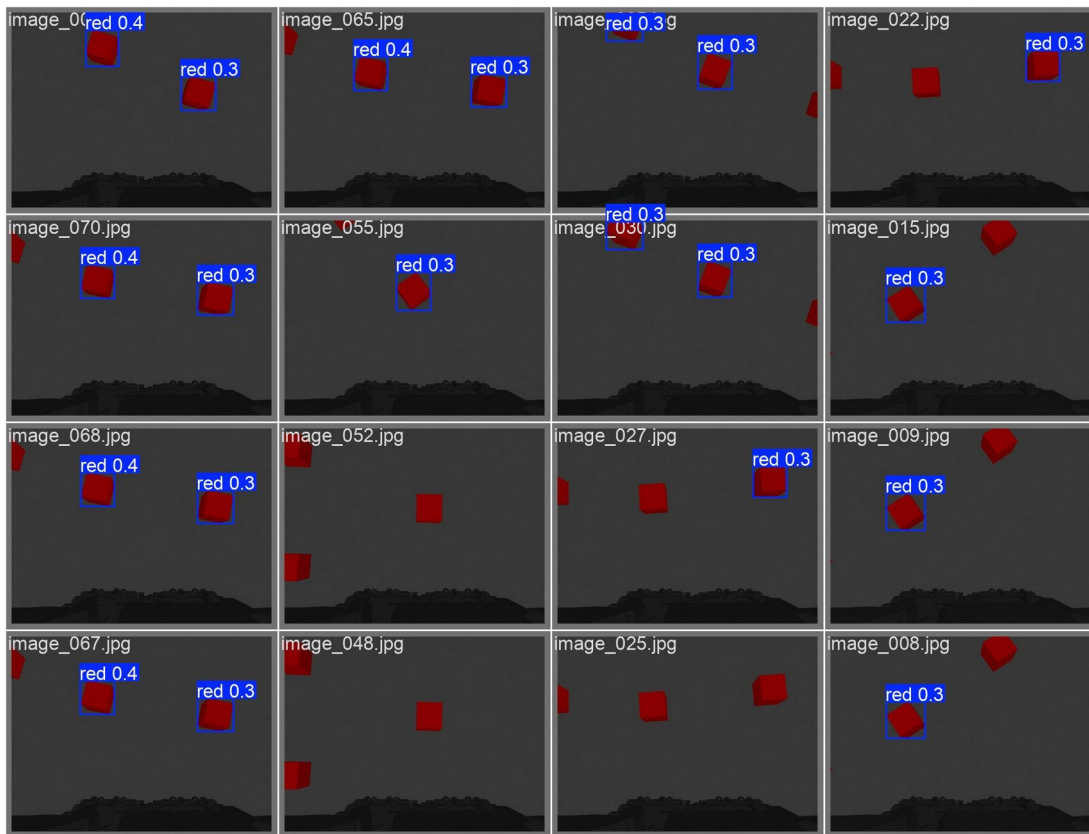 image_00
red 0.4
red 0.3
image_065.jpg
red 0.4
red 0.3
red 0.3
red 0.3
image_022.jpg
red 0.3
image_070.jpg
red 0.4
red 0.3
image_055.jpg
red 0.3
red 0.3
image_030.jpg
red 0.3
image_015.jpg
red 0.3
image_068.jpg
red 0.4
red 0.3
image_052.jpg
image_027.jpg
red 0.3
image_009.jpg
red 0.3
image_067.jpg
red 0.4
red 0.3
image_048.jpg
image_025.jpg
image_008.jpg
red 0.3